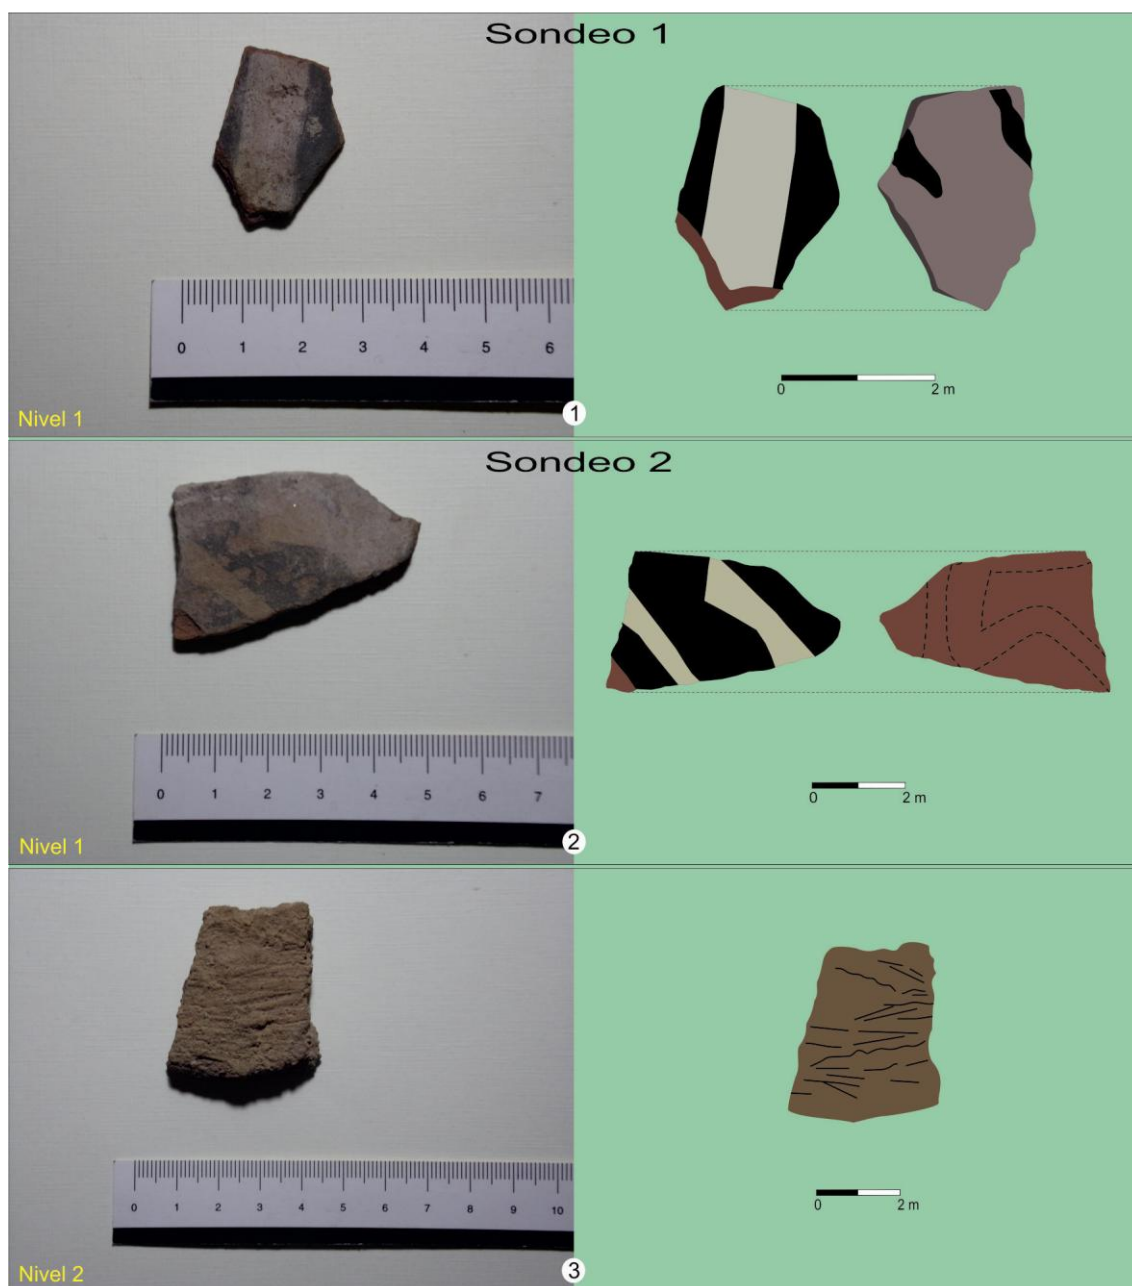 Sondeo 1
0 1 2 3 4 5 6
0 2 m
Nivel 1
1
Sondeo 2
0 1 2 3 4 5 6 7
0 2 m
Nivel 1
2
0 1 2 3 4 5 6 7 8 9 10
0 2 m
Nivel 2
3